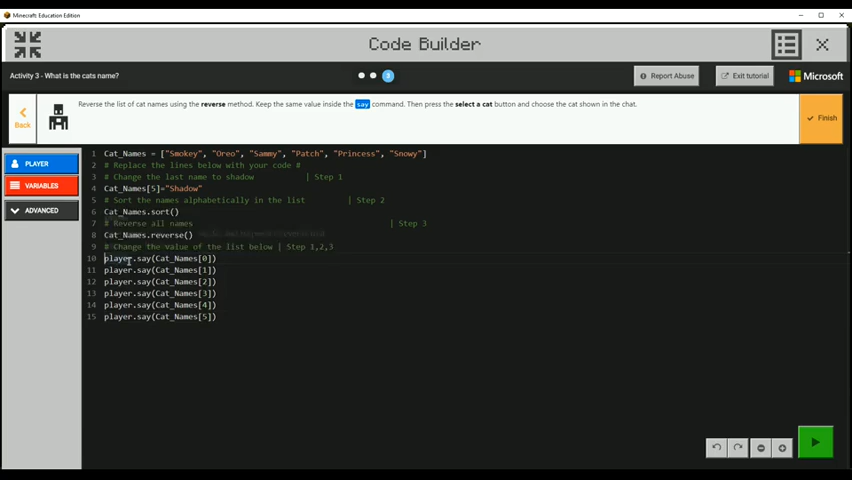 Minecraft: Education Edition
Code Builder
Activity 3 - What is the cats name?
3
Report Abuse
Exit tutorial
Microsoft
Back
Reverse the list of cat names using the reverse method. Keep the same value inside the say command. Then press the select a cat button and choose the cat shown in the chat.
Finish
PLAYER
VARIABLES
ADVANCED
1 Cat_Names = ["Smokey", "Oreo", "Sammy", "Patch", "Princess", "Snowy"]
2 # Replace the lines below with your code #
3 # Change the last name to shadow | Step 1
4 Cat_Names[5]="Shadow"
5 # Sort the names alphabetically in the list | Step 2
6 Cat_Names.sort()
7 # Reverse all names | Step 3
8 Cat_Names.reverse()
9 # Change the value of the list below | Step 1,2,3
10 player.say(Cat_Names[0])
11 player.say(Cat_Names[1])
12 player.say(Cat_Names[2])
13 player.say(Cat_Names[3])
14 player.say(Cat_Names[4])
15 player.say(Cat_Names[5])